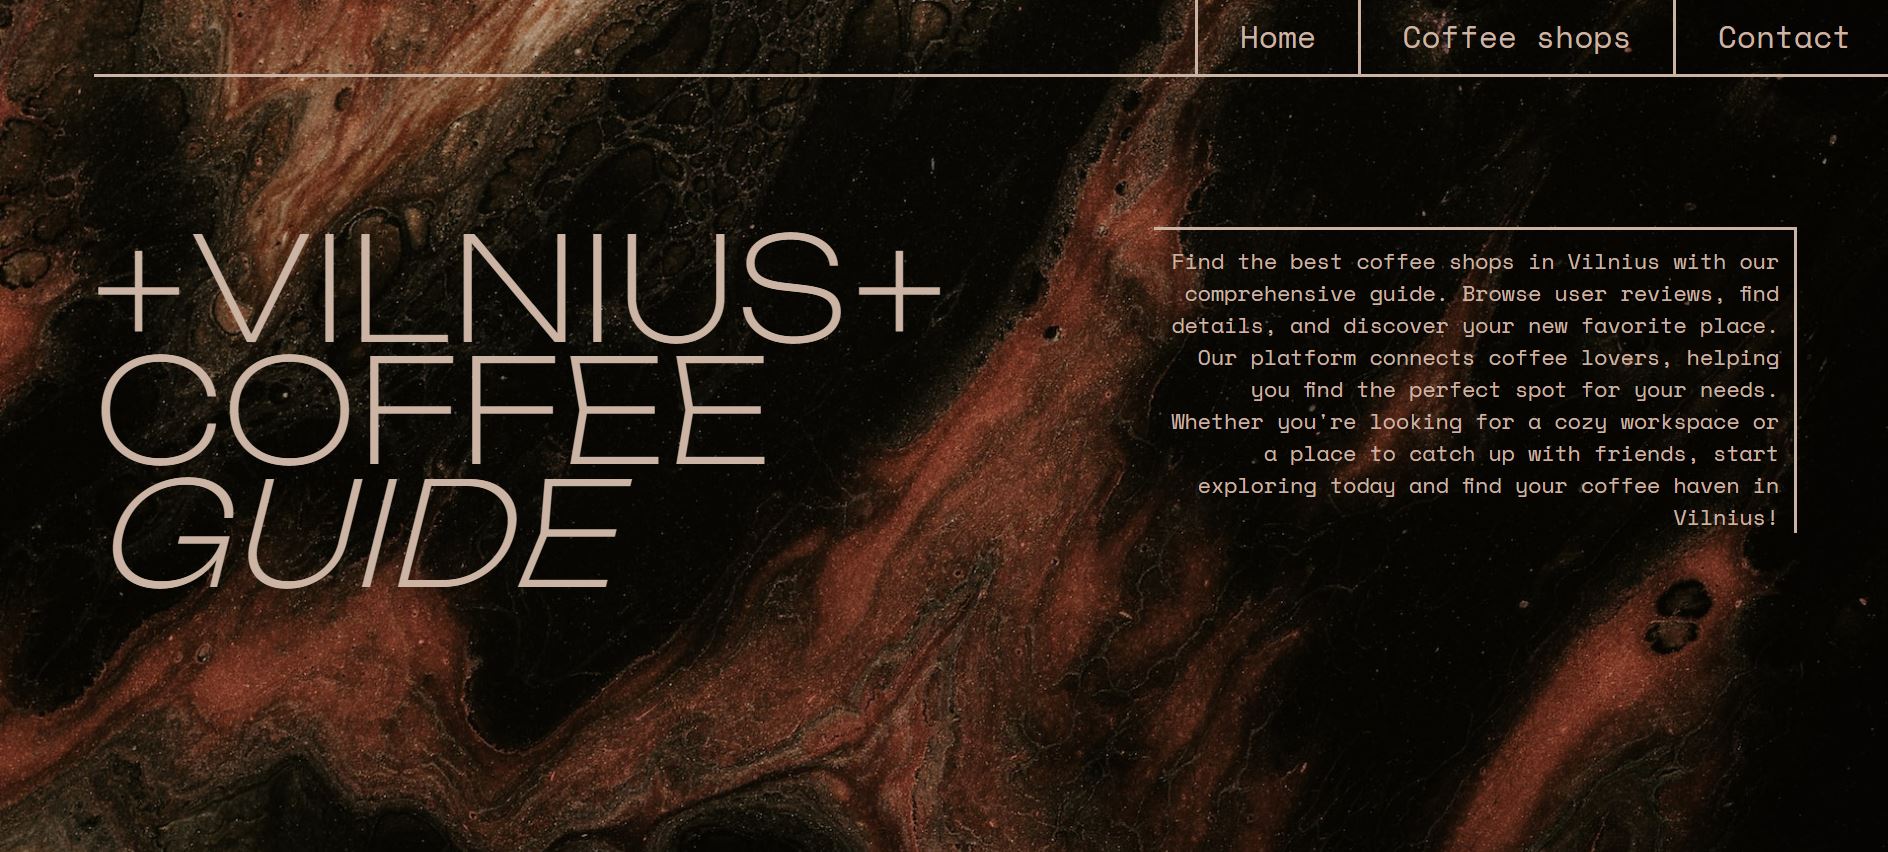 Home
Coffee shops
Contact
+VILNIUS+
COFFEE
GUIDE
Find the best coffee shops in Vilnius with our
comprehensive guide. Browse user reviews, find
details, and discover your new favorite place.
Our platform connects coffee lovers, helping
you find the perfect spot for your needs.
Whether you're looking for a cozy workspace or
a place to catch up with friends, start
exploring today and find your coffee haven in
Vilnius!